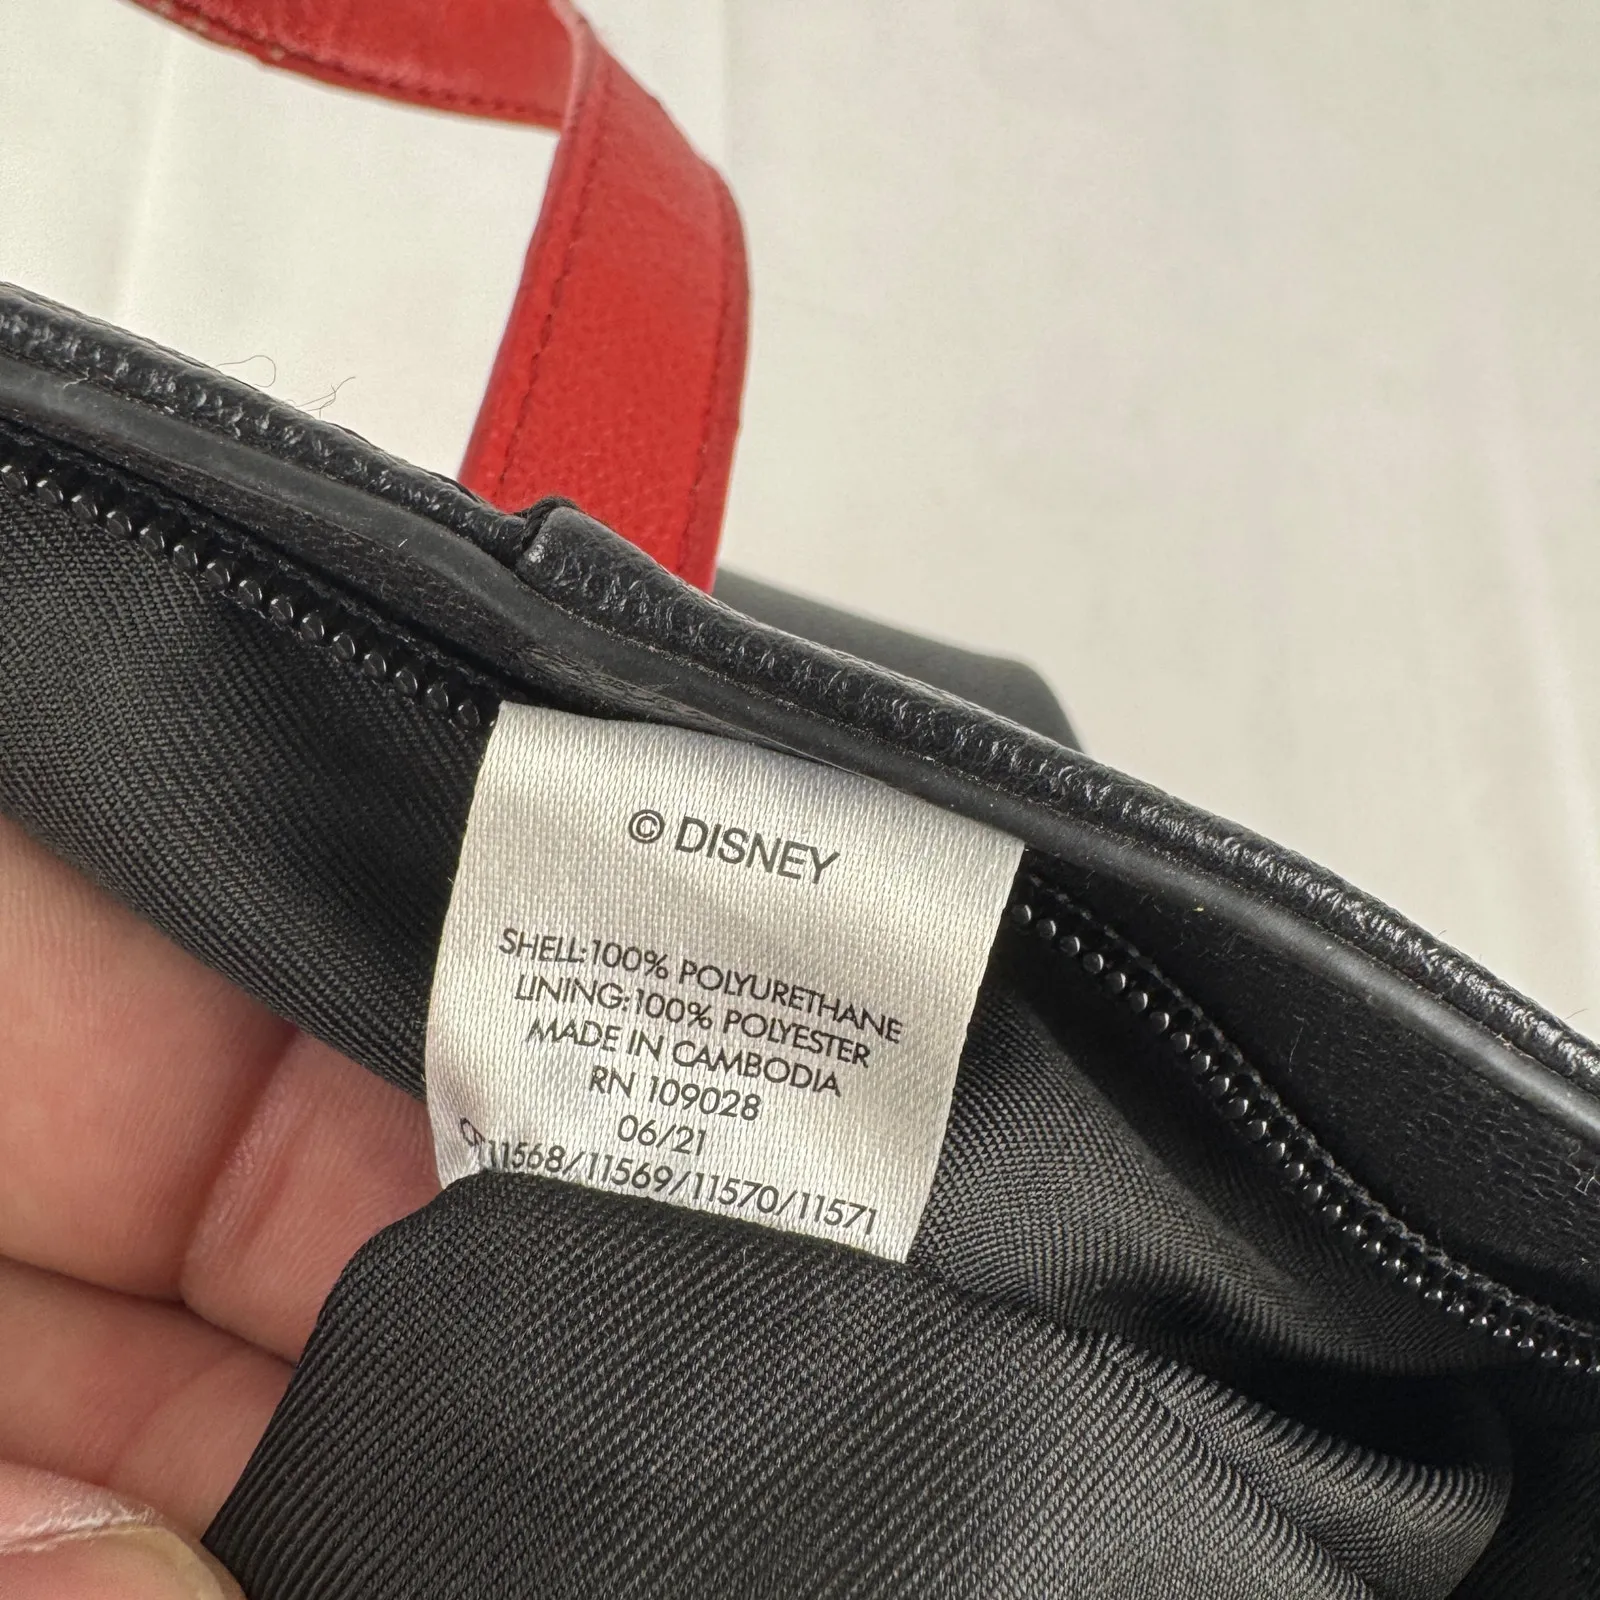 © DISNEY
SHELL:100% POLYURETHANE
LINING:100% POLYESTER
MADE IN CAMBODIA
RN 109028
06/21
11568/11569/11570/11571